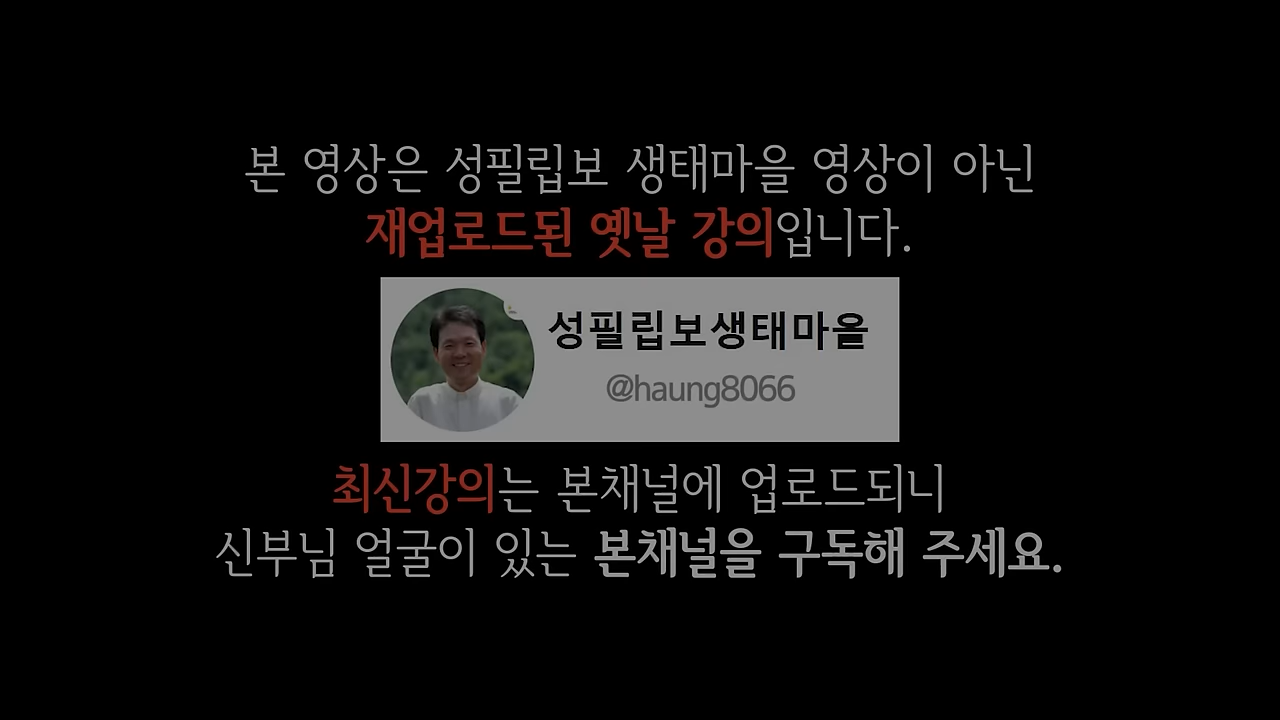 본 영상은 성필립보 생태마을 영상이 아닌
재업로드된 옛날 강의입니다.
성필립보생태마을
@haung8066
최신강의는 본채널에 업로드되니
신부님 얼굴이 있는 본채널을 구독해 주세요.